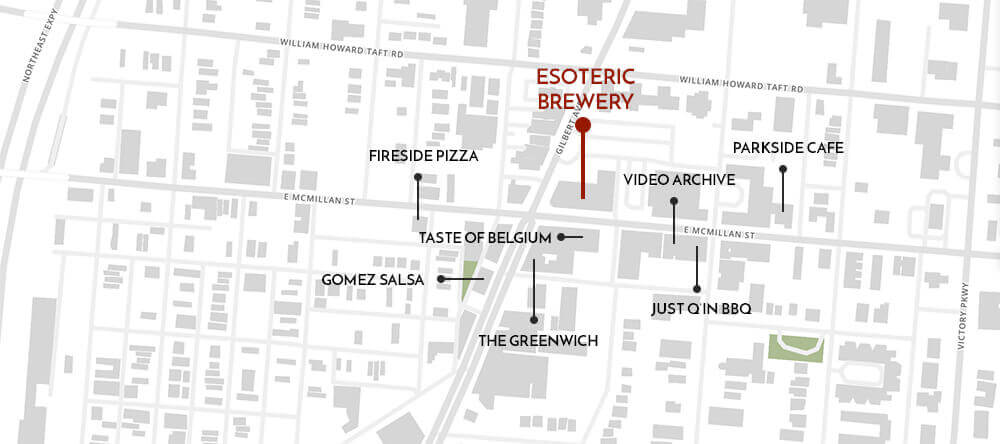 NORTHEAST EXPY
WILLIAM HOWARD TAFT RD
WILLIAM HOWARD TAFT RD
ESOTERIC
BREWERY
GILBERT AV
PARKSIDE CAFE
FIRESIDE PIZZA
VIDEO ARCHIVE
E MCMILLAN ST
E MCMILLAN ST
TASTE OF BELGIUM
GOMEZ SALSA
JUST Q'IN BBQ
VICTORY PKWY
THE GREENWICH